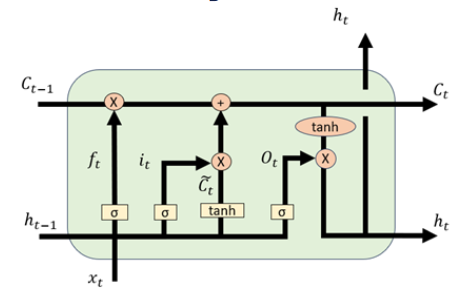 h_t
C_{t-1}
X
+
C_t
tanh
f_t
i_t
X
O_t
X
C̃_t
σ
σ
tanh
σ
h_{t-1}
h_t
x_t